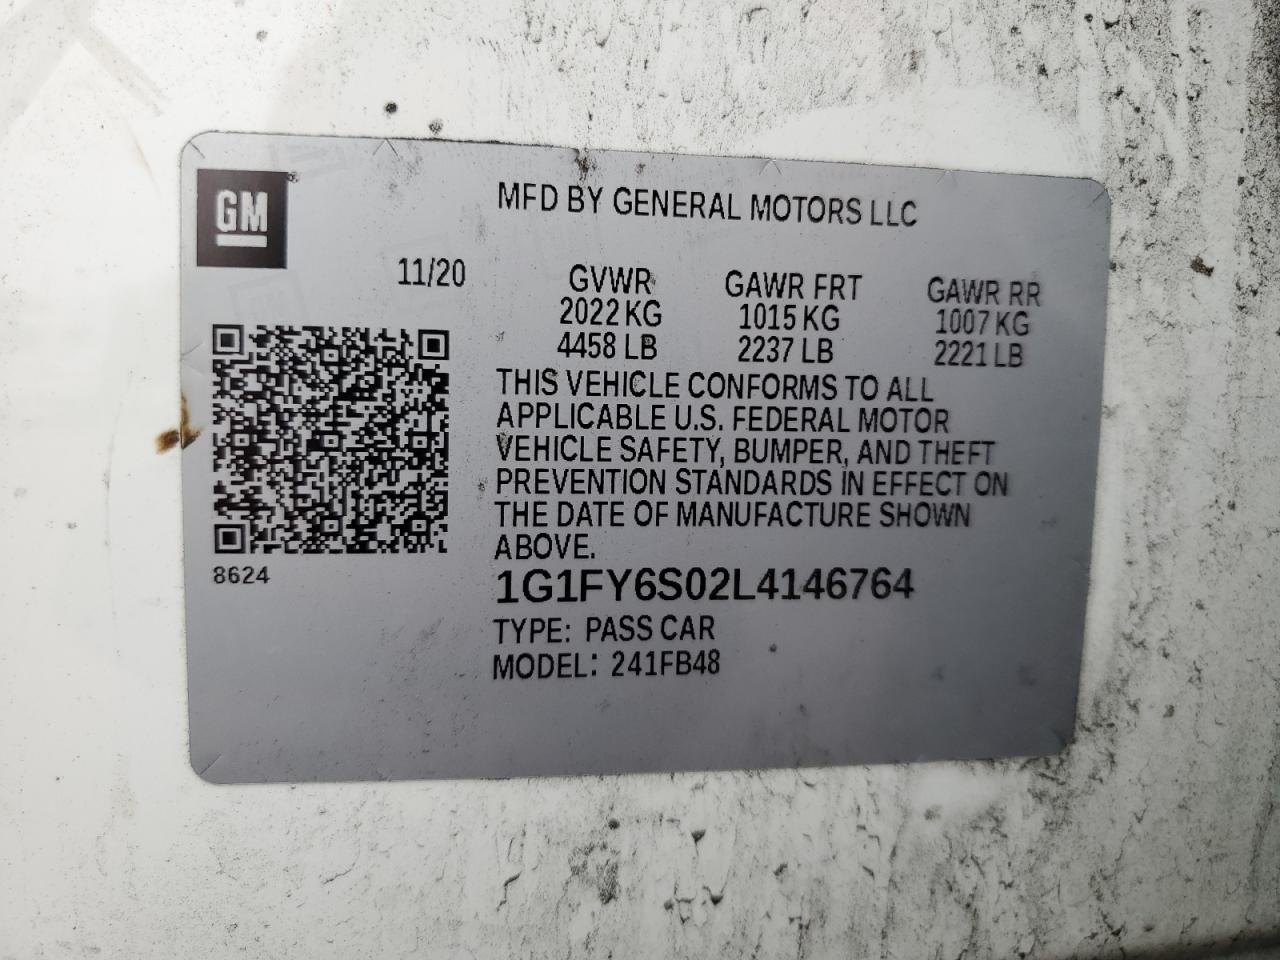 GM
MFD BY GENERAL MOTORS LLC
11/20
GVWR GAWR FRT GAWR RR
2022 KG 1015 KG 1007 KG
4458 LB 2237 LB 2221 LB
THIS VEHICLE CONFORMS TO ALL
APPLICABLE U.S. FEDERAL MOTOR
VEHICLE SAFETY, BUMPER, AND THEFT
PREVENTION STANDARDS IN EFFECT ON
THE DATE OF MANUFACTURE SHOWN
ABOVE.
8624
1G1FY6S02L4146764
TYPE: PASS CAR
MODEL: 241FB48